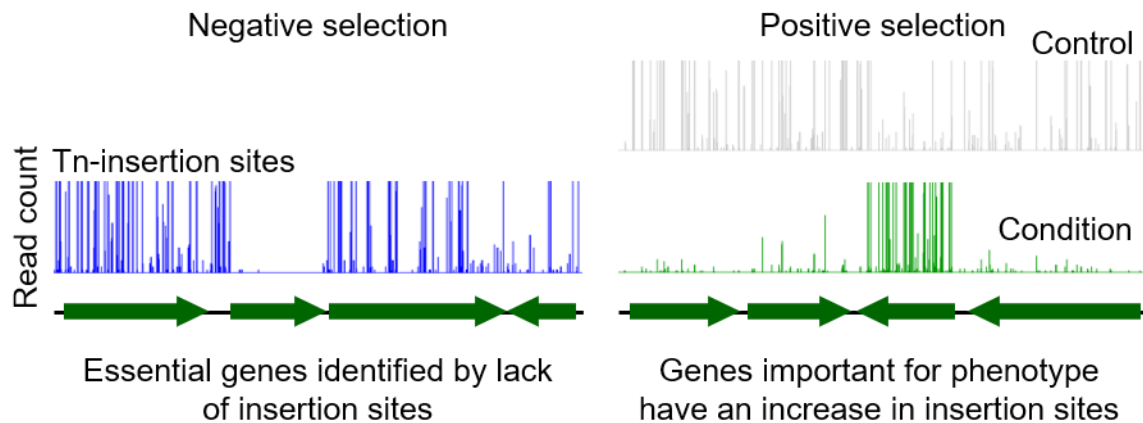 Negative selection
Positive selection
Control
Tn-insertion sites
Read count
Condition
Essential genes identified by lack
of insertion sites
Genes important for phenotype
have an increase in insertion sites